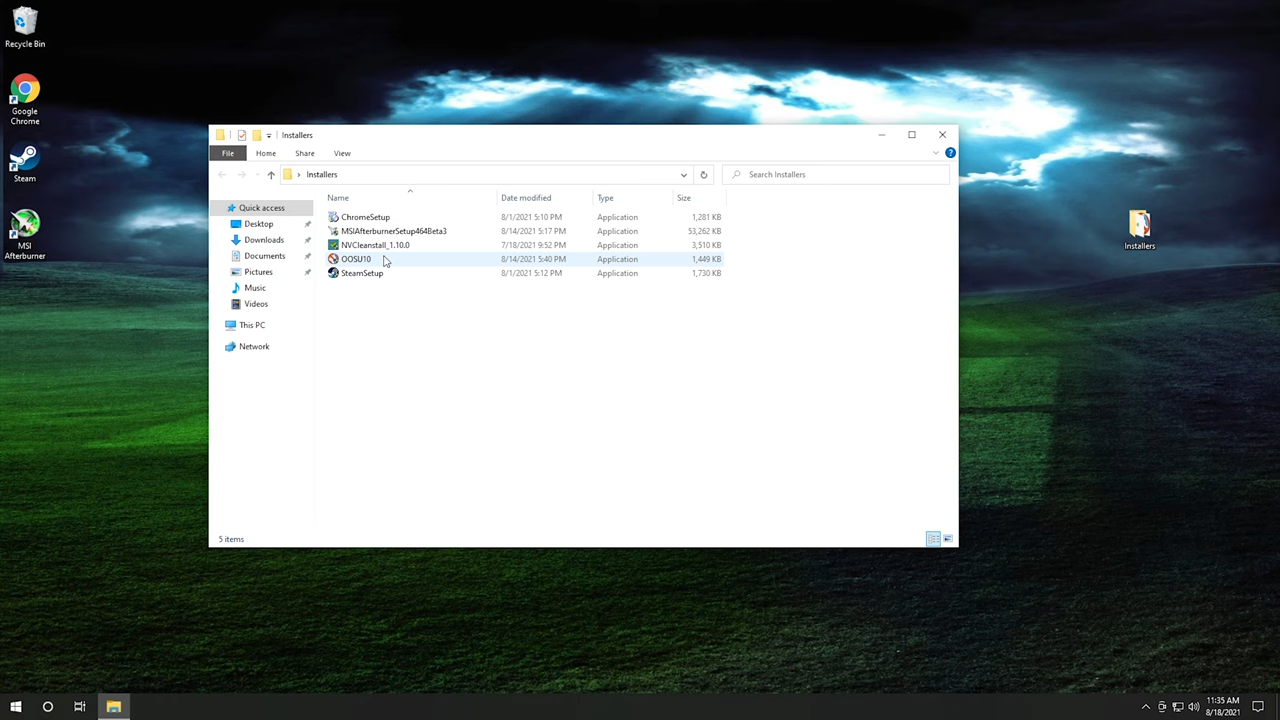 Recycle Bin
Google
Chrome
Steam
MSI
Afterburner
Installers
File Home Share View
Installers
Search Installers
Name Date modified Type Size
Quick access
Desktop
Downloads
Documents
Pictures
Music
Videos
This PC
Network
ChromeSetup 8/1/2021 5:10 PM Application 1,281 KB
MSIAfterburnerSetup464Beta3 8/14/2021 5:17 PM Application 53,262 KB
NVCleanstall_1.10.0 7/18/2021 9:52 PM Application 3,510 KB
OOSU10 8/14/2021 5:40 PM Application 1,449 KB
SteamSetup 8/1/2021 5:12 PM Application 1,730 KB
5 items
Installers
11:35 AM
8/18/2021